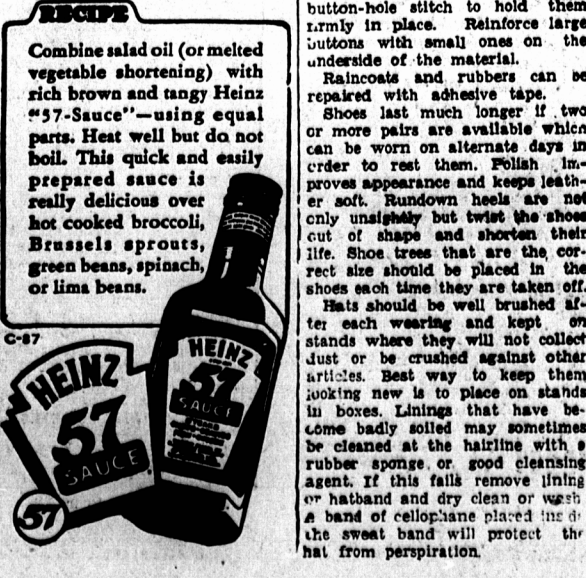 RECIPE
Combine salad oil (or melted
vegetable shortening) with
rich brown and tangy Heinz
"57-Sauce"—using equal
parts. Heat well but do not
boil. This quick and easily
prepared sauce is
really delicious over
hot cooked broccoli,
Brussels sprouts,
green beans, spinach,
or lima beans.
C-87
HEINZ
57
SAUCE
57
HEINZ
57
SAUCE
button-hole stitch to hold them
firmly in place. Reinforce large
buttons with small ones on the
underside of the material.
Raincoats and rubbers can be
repaired with adhesive tape.
Shoes last much longer if two
or more pairs are available which
can be worn on alternate days in
order to rest them. Polish im-
proves appearance and keeps leath-
er soft. Rundown heels are not
only unsightly but twist the shoes
out of shape and shorten their
life. Shoe trees that are the cor-
rect size should be placed in the
shoes each time they are taken off.
Hats should be well brushed af-
ter each wearing and kept on
stands where they will not collect
dust or be crushed against other
articles. Best way to keep them
looking new is to place on stands
in boxes. Linings that have be-
come badly soiled may sometimes
be cleaned at the hairline with a
rubber sponge or good cleansing
agent. If this fails remove lining
or hatband and dry clean or wash
A band of cellophane placed ins de
the sweat band will protect the
hat from perspiration.